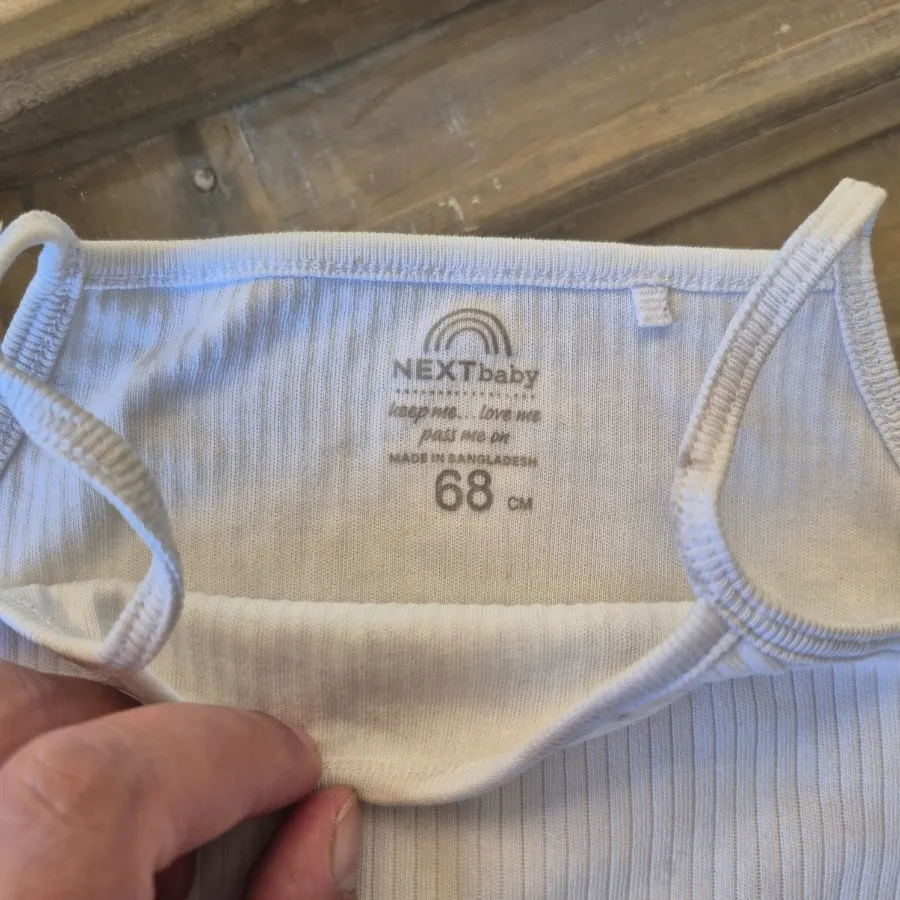 NEXTbaby
keep me... love me
pass me on
MADE IN BANGLADESH
68 CM